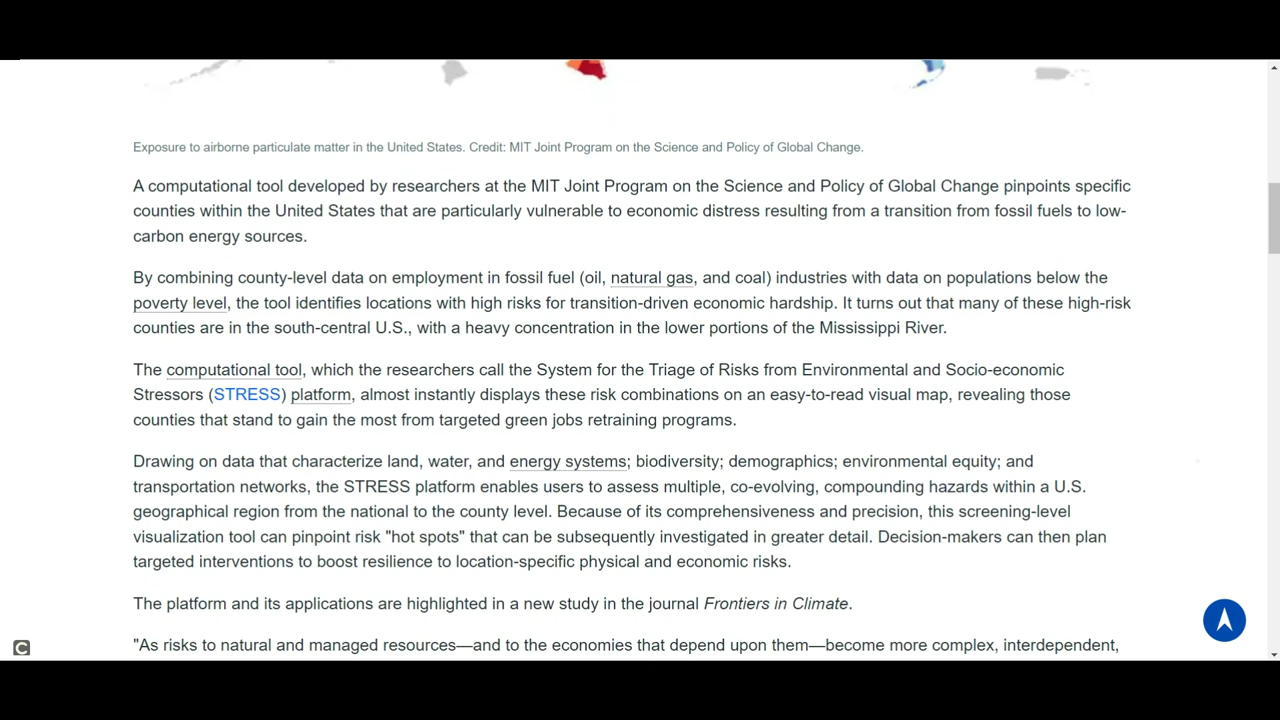 Exposure to airborne particulate matter in the United States. Credit: MIT Joint Program on the Science and Policy of Global Change.
A computational tool developed by researchers at the MIT Joint Program on the Science and Policy of Global Change pinpoints specific
counties within the United States that are particularly vulnerable to economic distress resulting from a transition from fossil fuels to low-
carbon energy sources.
By combining county-level data on employment in fossil fuel (oil, natural gas, and coal) industries with data on populations below the
poverty level, the tool identifies locations with high risks for transition-driven economic hardship. It turns out that many of these high-risk
counties are in the south-central U.S., with a heavy concentration in the lower portions of the Mississippi River.
The computational tool, which the researchers call the System for the Triage of Risks from Environmental and Socio-economic
Stressors (STRESS) platform, almost instantly displays these risk combinations on an easy-to-read visual map, revealing those
counties that stand to gain the most from targeted green jobs retraining programs.
Drawing on data that characterize land, water, and energy systems; biodiversity; demographics; environmental equity; and
transportation networks, the STRESS platform enables users to assess multiple, co-evolving, compounding hazards within a U.S.
geographical region from the national to the county level. Because of its comprehensiveness and precision, this screening-level
visualization tool can pinpoint risk "hot spots" that can be subsequently investigated in greater detail. Decision-makers can then plan
targeted interventions to boost resilience to location-specific physical and economic risks.
The platform and its applications are highlighted in a new study in the journal Frontiers in Climate.
"As risks to natural and managed resources—and to the economies that depend upon them—become more complex, interdependent,
C